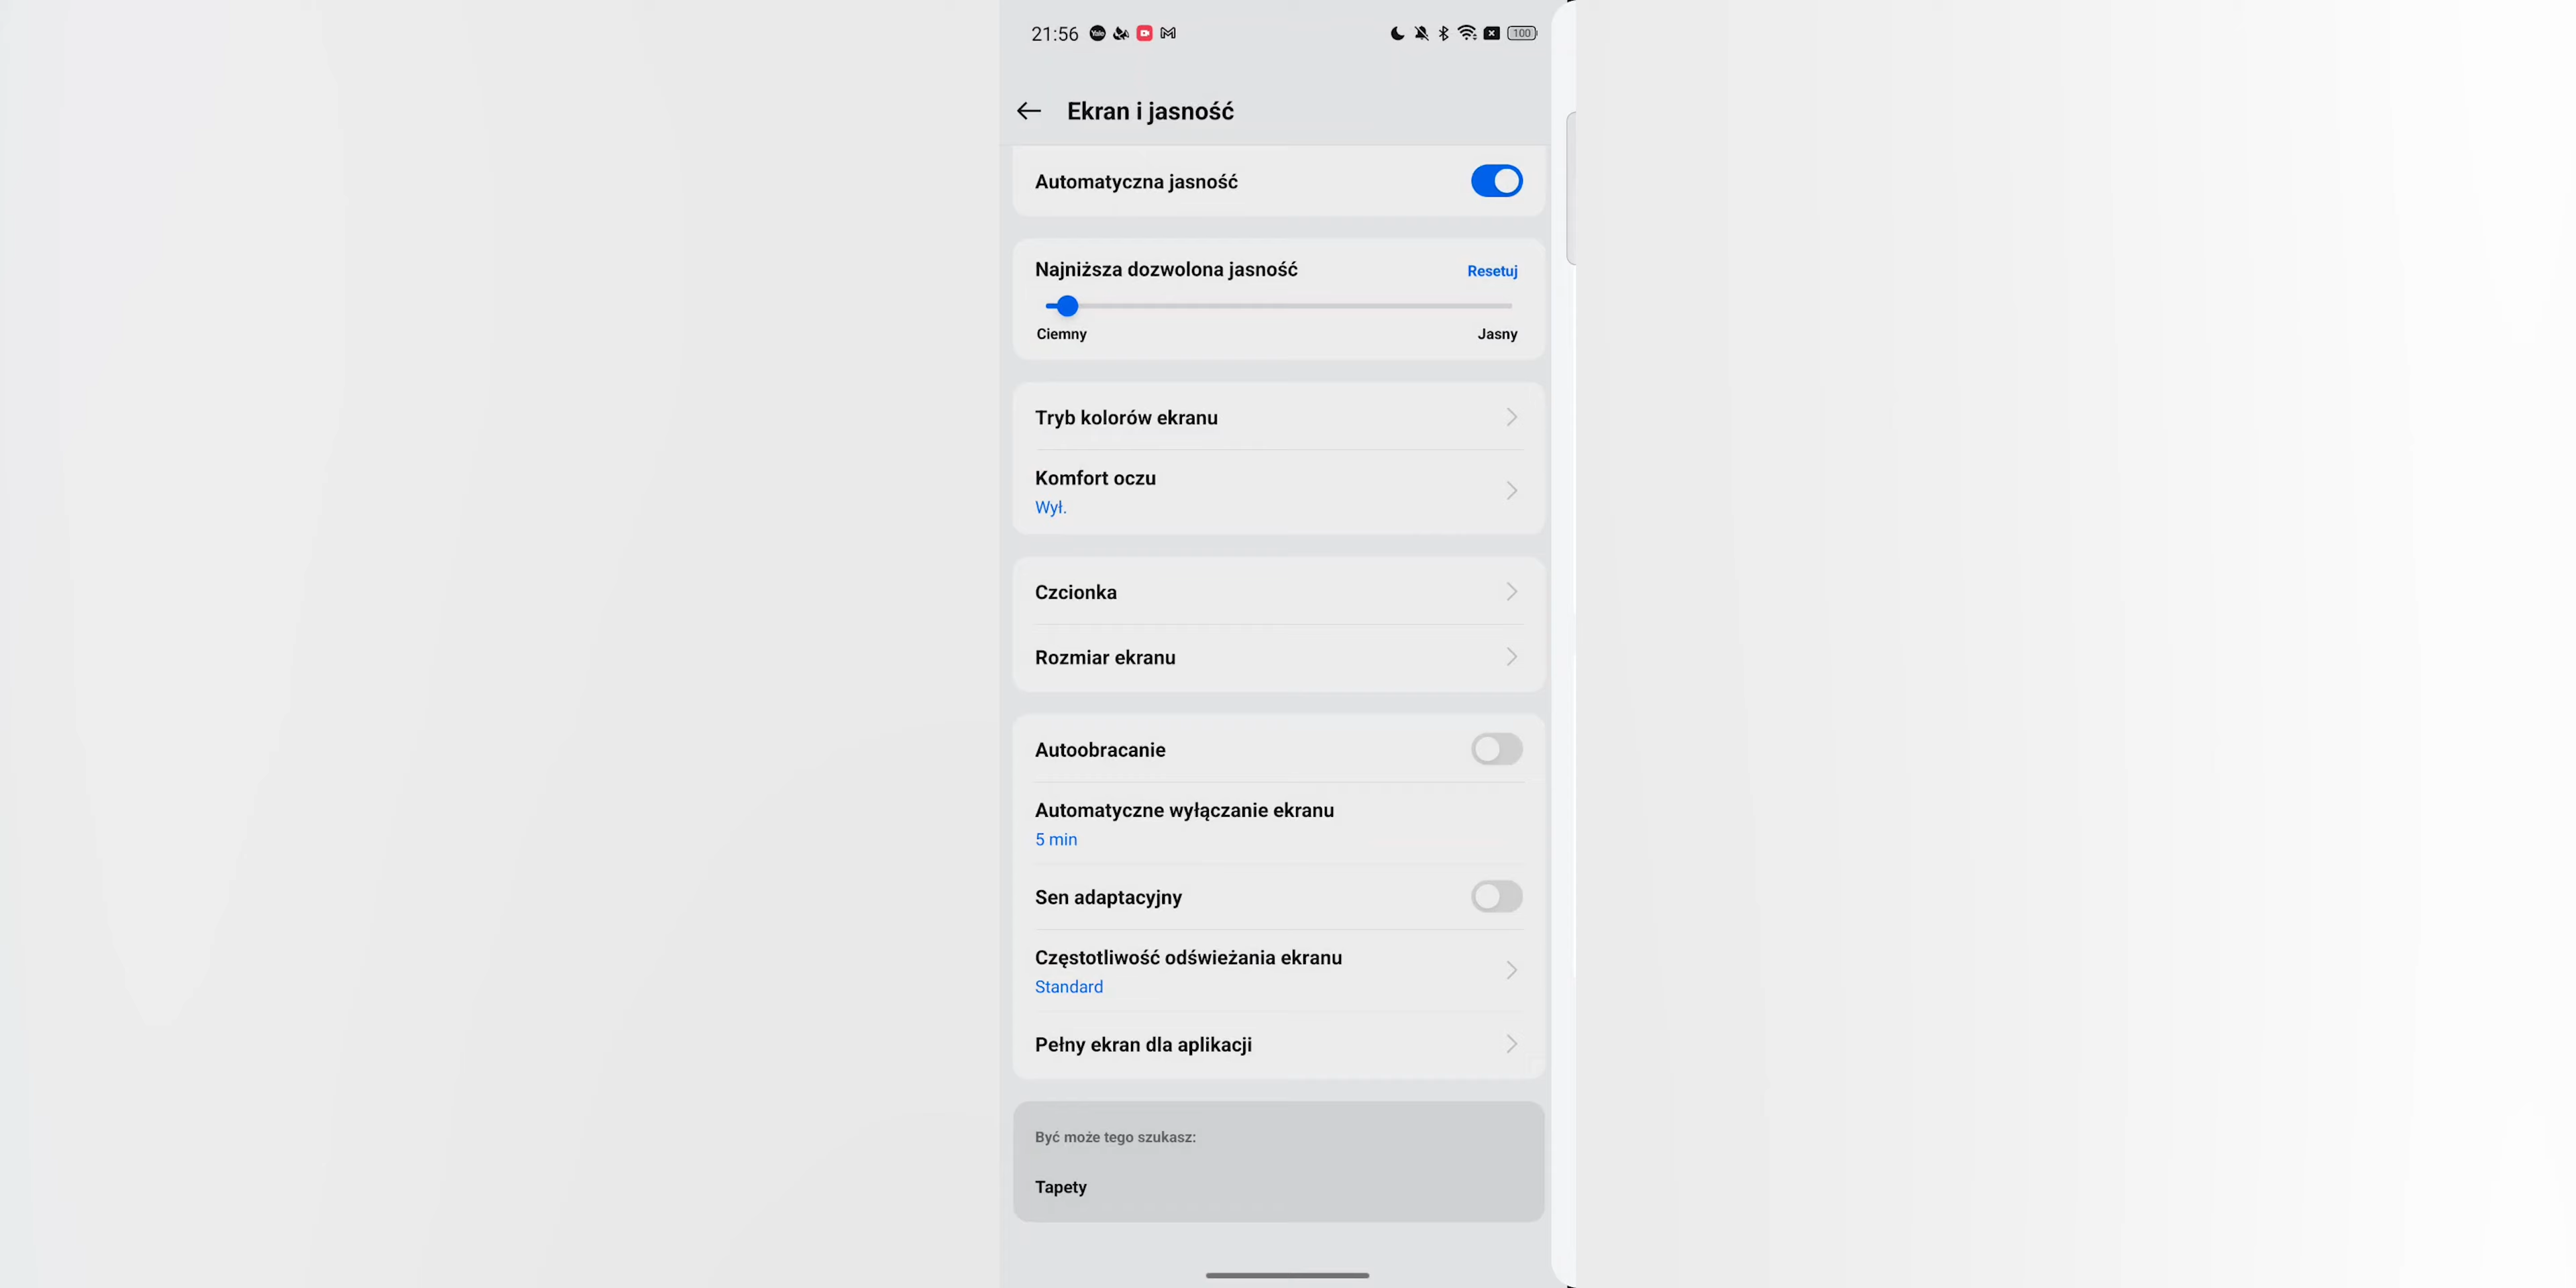 21:56
100
Ekran i jasność
Automatyczna jasność
Najniższa dozwolona jasność
Resetuj
Ciemny
Jasny
Tryb kolorów ekranu
Komfort oczu
Wył.
Czcionka
Rozmiar ekranu
Autoobracanie
Automatyczne wyłączanie ekranu
5 min
Sen adaptacyjny
Częstotliwość odświeżania ekranu
Standard
Pełny ekran dla aplikacji
Być może tego szukasz:
Tapety